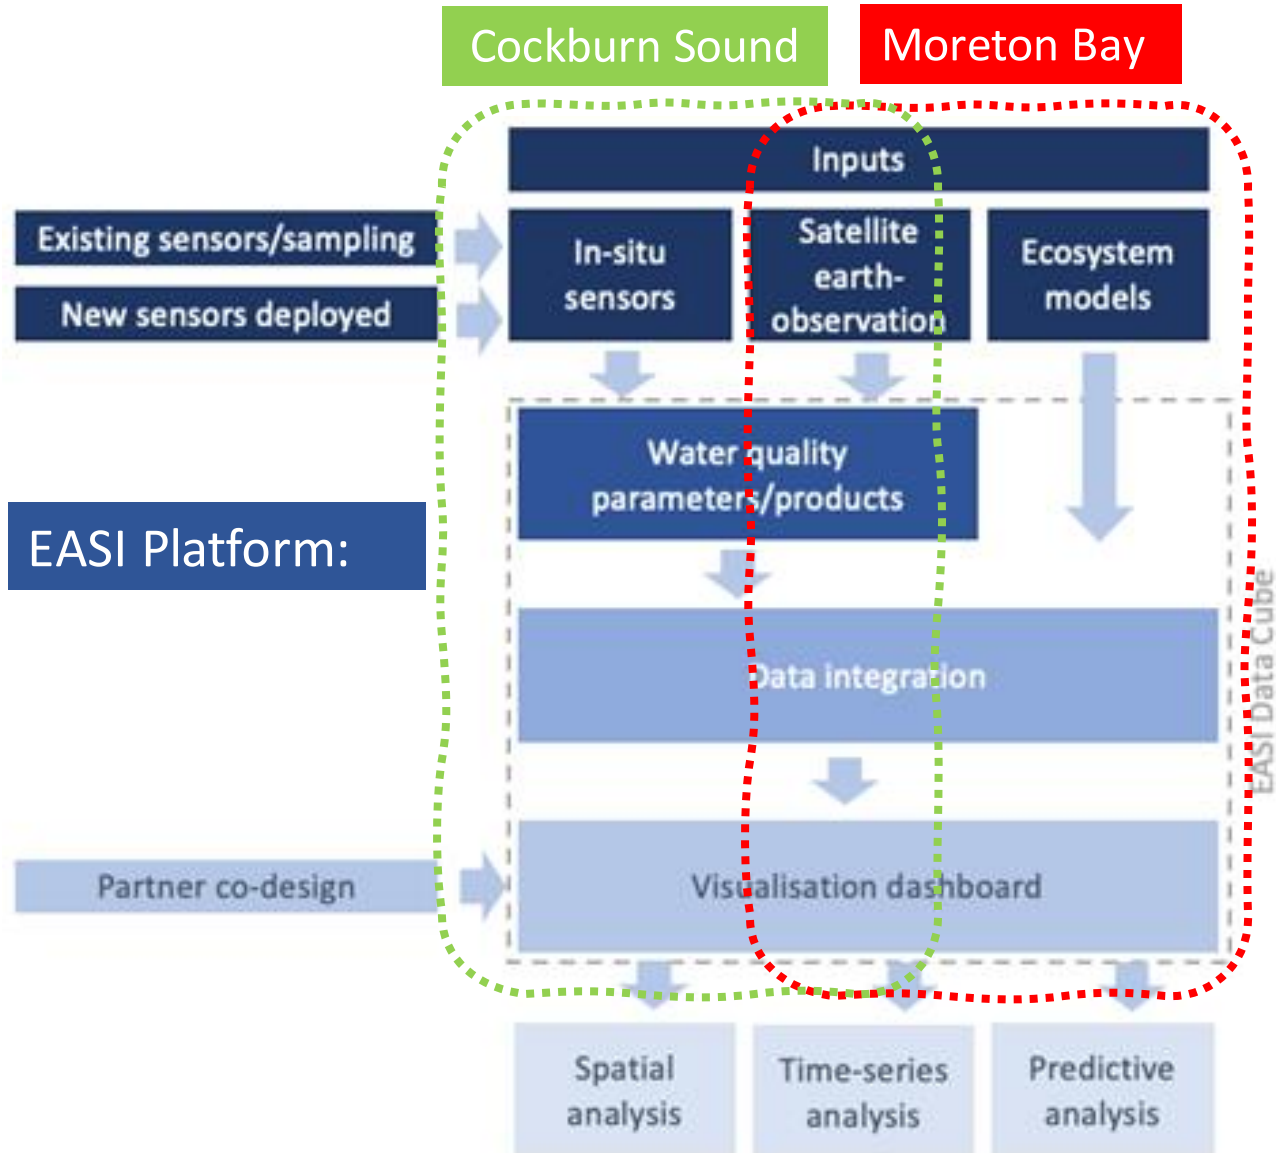 Cockburn Sound
Moreton Bay
Inputs
Existing sensors/sampling
New sensors deployed
In-situ
sensors
Satellite
earth-
observation
Ecosystem
models
Water quality
parameters/products
EASI Platform:
Data integration
EASI Data Cube
Partner co-design
Visualisation dashboard
Spatial
analysis
Time-series
analysis
Predictive
analysis